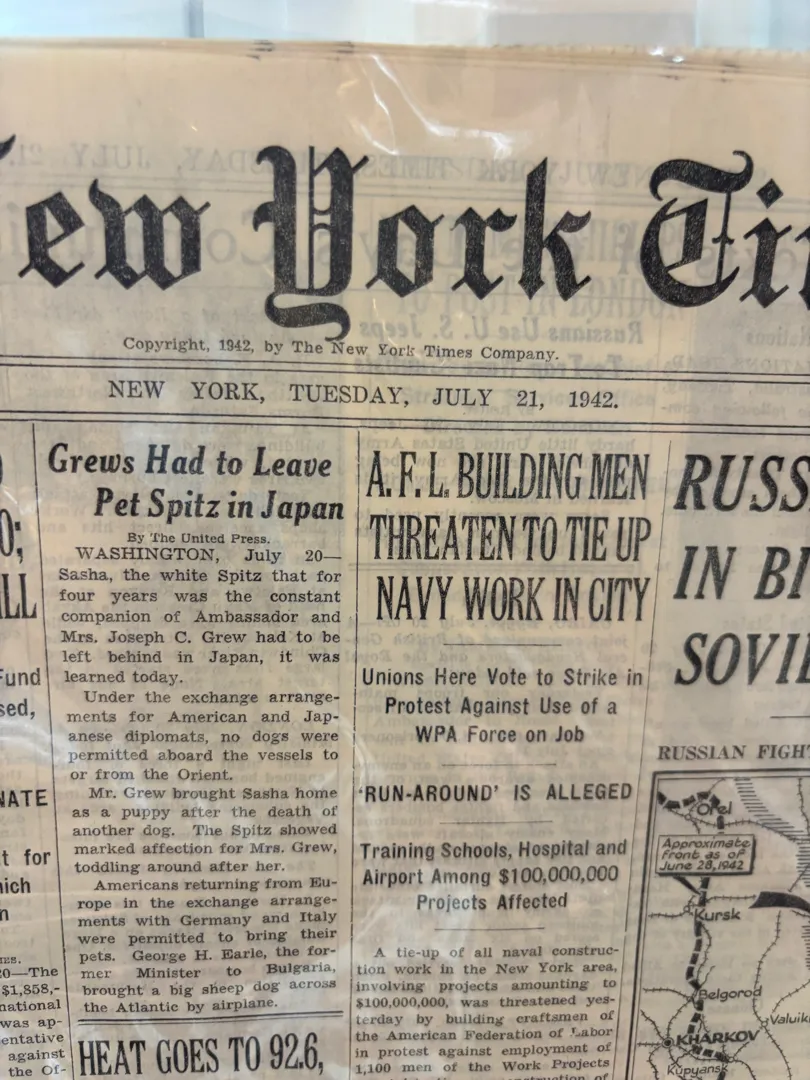 ew York Ti
Copyright, 1942, by The New York Times Company.
NEW YORK, TUESDAY, JULY 21, 1942.
0;
ALL
Fund
sed,
NATE
t for
hich
n
MES.
20—The
$1,858,-
national
was ap-
entative
against
the Of-
Grews Had to Leave
Pet Spitz in Japan
By The United Press.
WASHINGTON, July 20—
Sasha, the white Spitz that for
four years was the constant
companion of Ambassador and
Mrs. Joseph C. Grew had to be
left behind in Japan, it was
learned today.
Under the exchange arrange-
ments for American and Jap-
anese diplomats, no dogs were
permitted aboard the vessels to
or from the Orient.
Mr. Grew brought Sasha home
as a puppy after the death of
another dog. The Spitz showed
marked affection for Mrs. Grew,
toddling around after her.
Americans returning from Eu-
rope in the exchange arrange-
ments with Germany and Italy
were permitted to bring their
pets. George H. Earle, the for-
mer Minister to Bulgaria,
brought a big sheep dog across
the Atlantic by airplane.
HEAT GOES TO 92.6,
A. F. L. BUILDING MEN
THREATEN TO TIE UP
NAVY WORK IN CITY
Unions Here Vote to Strike in
Protest Against Use of a
WPA Force on Job
'RUN-AROUND' IS ALLEGED
Training Schools, Hospital and
Airport Among $100,000,000
Projects Affected
A tie-up of all naval construc-
tion work in the New York area,
involving projects amounting to
$100,000,000, was threatened yes-
terday by building craftsmen of
the American Federation of Labor
in protest against employment of
1,100 men of the Work Projects
RUSS
IN BI
SOVIE
RUSSIAN FIGHT
Orel
Approximate
front as of
June 28, 1942
Kursk
Belgorod
Valuiki
KHARKOV
Kupyansk